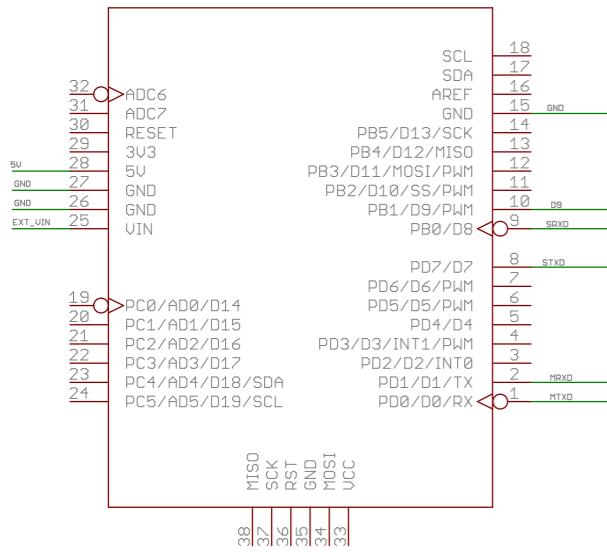 32 ADC6
31 ADC7
30 RESET
29 3V3
5V 28 5V
GND 27 GND
GND 26 GND
EXT_VIN 25 VIN
19 PC0/AD0/D14
20 PC1/AD1/D15
21 PC2/AD2/D16
22 PC3/AD3/D17
23 PC4/AD4/D18/SDA
24 PC5/AD5/D19/SCL
SCL 18
SDA 17
AREF 16
GND 15 GND
PB5/D13/SCK 14
PB4/D12/MISO 13
PB3/D11/MOSI/PWM 12
PB2/D10/SS/PWM 11
PB1/D9/PWM 10 D9
PB0/D8 9 SRXD
PD7/D7 8 STXD
PD6/D6/PWM 7
PD5/D5/PWM 6
PD4/D4 5
PD3/D3/INT1/PWM 4
PD2/D2/INT0 3
PD1/D1/TX 2 MRXD
PD0/D0/RX 1 MTXD
MISO 38
SCK 37
RST 36
GND 35
MOSI 34
VCC 33